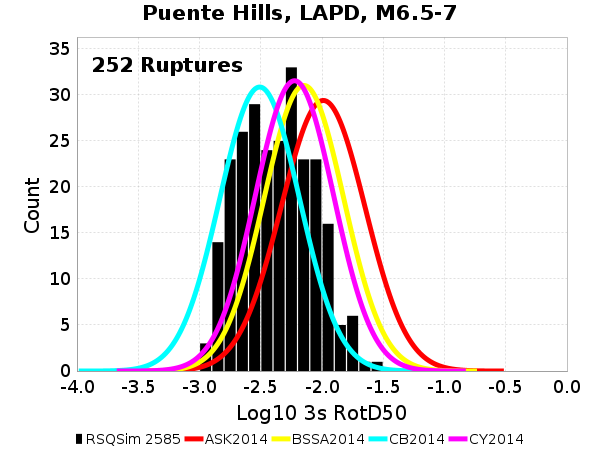 Puente Hills, LAPD, M6.5-7
252 Ruptures
35
30
25
20
15
10
5
0
Count
-4.0 -3.5 -3.0 -2.5 -2.0 -1.5 -1.0 -0.5 0.0
Log10 3s RotD50
RSQSim 2585 ASK2014 BSSA2014 CB2014 CY2014